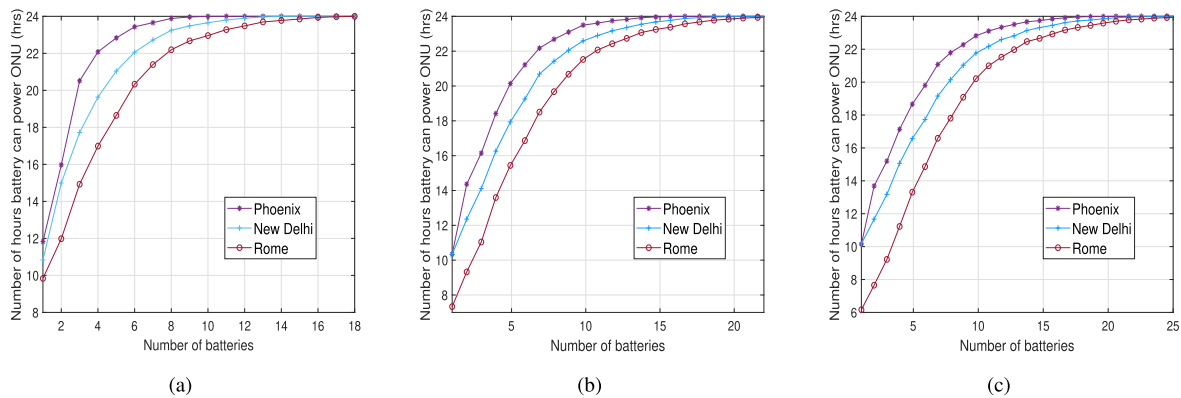 Number of hours battery can power ONU (hrs)
24
22
20
18
16
14
12
10
8
2 4 6 8 10 12 14 16 18
Number of batteries
Phoenix
New Delhi
Rome
(a)
Number of hours battery can power ONU (hrs)
24
22
20
18
16
14
12
10
8
5 10 15 20
Number of batteries
Phoenix
New Delhi
Rome
(b)
Number of hours battery can power ONU (hrs)
24
22
20
18
16
14
12
10
8
6
5 10 15 20 25
Number of batteries
Phoenix
New Delhi
Rome
(c)